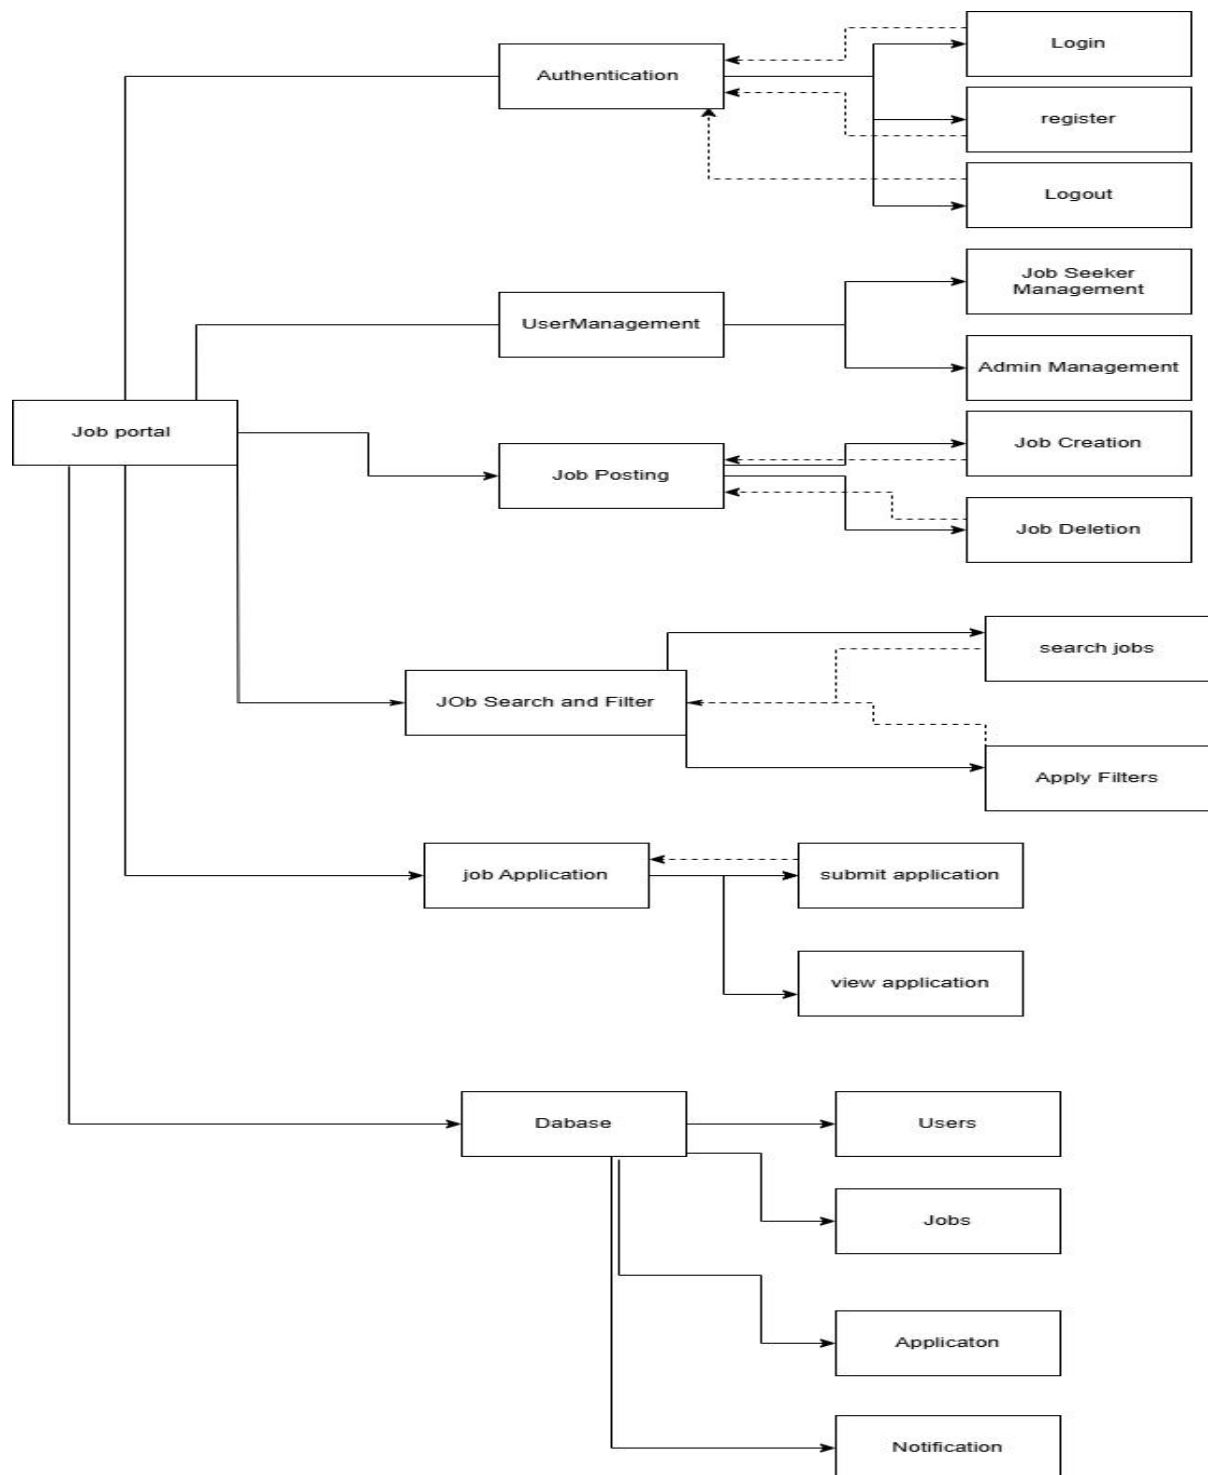 Login
Authentication
register
Logout
Job Seeker
Management
UserManagement
Admin Management
Job portal
Job Creation
Job Posting
Job Deletion
search jobs
JOb Search and Filter
Apply Filters
job Application
submit application
view application
Dabase
Users
Jobs
Applicaton
Notification